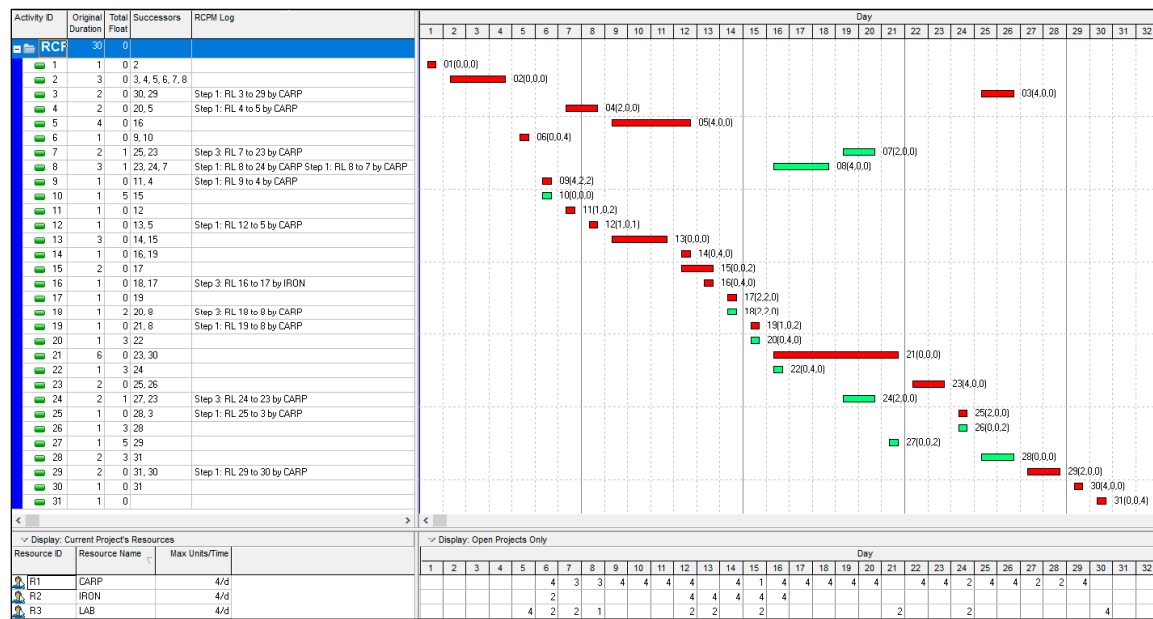 Activity ID Original Duration Total Float Successors RCPM Log Day
1 2 3 4 5 6 7 8 9 10 11 12 13 14 15 16 17 18 19 20 21 22 23 24 25 26 27 28 29 30 31 32
RCF 30 0
1 1 0 2 01(0,0,0)
2 3 0 3, 4, 5, 6, 7, 8 02(0,0,0)
3 2 0 30, 29 Step 1: RL 3 to 29 by CARP 03(4,0,0)
4 2 0 20, 5 Step 1: RL 4 to 5 by CARP 04(2,0,0)
5 4 0 16 05(4,0,0)
6 1 0 9, 10 06(0,0,4)
7 2 1 25, 23 Step 3: RL 7 to 23 by CARP 07(2,0,0)
8 3 1 23, 24, 7 Step 1: RL 8 to 24 by CARP Step 1: RL 8 to 7 by CARP 08(4,0,0)
9 1 0 11, 4 Step 1: RL 9 to 4 by CARP 09(4,2,2)
10 1 5 15 10(0,0,0)
11 1 0 12 11(1,0,2)
12 1 0 13, 5 Step 1: RL 12 to 5 by CARP 12(1,0,1)
13 3 0 14, 15 13(0,0,0)
14 1 0 16, 19 14(0,4,0)
15 2 0 17 15(0,0,2)
16 1 0 18, 17 Step 3: RL 16 to 17 by IRON 16(0,4,0)
17 1 0 19 17(2,2,0)
18 1 2 20, 8 Step 3: RL 18 to 8 by CARP 18(2,2,0)
19 1 0 21, 8 Step 1: RL 19 to 8 by CARP 19(1,0,2)
20 1 3 22 20(0,4,0)
21 6 0 23, 30 21(0,0,0)
22 1 3 24 22(0,4,0)
23 2 0 25, 26 23(4,0,0)
24 2 1 27, 23 Step 3: RL 24 to 23 by CARP 24(2,0,0)
25 1 0 28, 3 Step 1: RL 25 to 3 by CARP 25(2,0,0)
26 1 3 28 26(0,0,2)
27 1 5 29 27(0,0,2)
28 2 3 31 28(0,0,0)
29 2 0 31, 30 Step 1: RL 29 to 30 by CARP 29(2,0,0)
30 1 0 31 30(4,0,0)
31 1 0 31(0,0,4)
Display: Current Project's Resources Display: Open Projects Only
Resource ID Resource Name Max Units/Time Day
1 2 3 4 5 6 7 8 9 10 11 12 13 14 15 16 17 18 19 20 21 22 23 24 25 26 27 28 29 30 31 32
R1 CARP 4/d 4 3 3 4 4 4 4 4 1 4 4 4 4 4 4 4 2 4 4 2 2 4
R2 IRON 4/d 2 4 4 4 4 4
R3 LAB 4/d 4 2 2 1 2 2 2 2 2 4